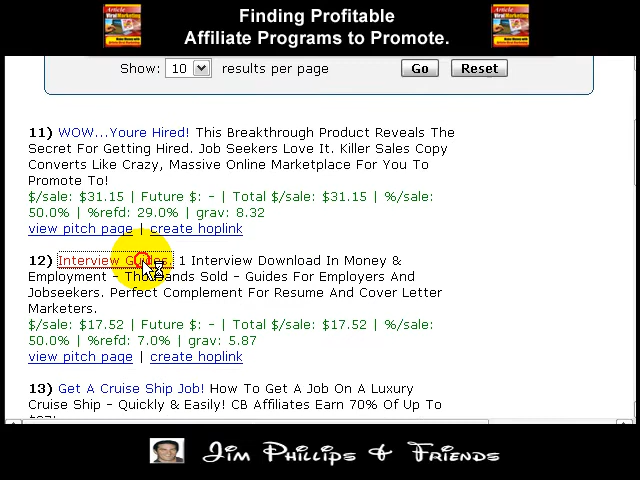 Finding Profitable
Affiliate Programs to Promote.
Show: 10 results per page Go Reset
11) WOW...Youre Hired! This Breakthrough Product Reveals The
Secret For Getting Hired. Job Seekers Love It. Killer Sales Copy
Converts Like Crazy, Massive Online Marketplace For You To
Promote To!
$/sale: $31.15 | Future $: - | Total $/sale: $31.15 | %/sale:
50.0% | %refd: 29.0% | grav: 8.32
view pitch page | create hoplink
12) Interview Guides. 1 Interview Download In Money &
Employment - Thousands Sold - Guides For Employers And
Jobseekers. Perfect Complement For Resume And Cover Letter
Marketers.
$/sale: $17.52 | Future $: - | Total $/sale: $17.52 | %/sale:
50.0% | %refd: 7.0% | grav: 5.87
view pitch page | create hoplink
13) Get A Cruise Ship Job! How To Get A Job On A Luxury
Cruise Ship - Quickly & Easily! CB Affiliates Earn 70% Of Up To
Jim Phillips & Friends